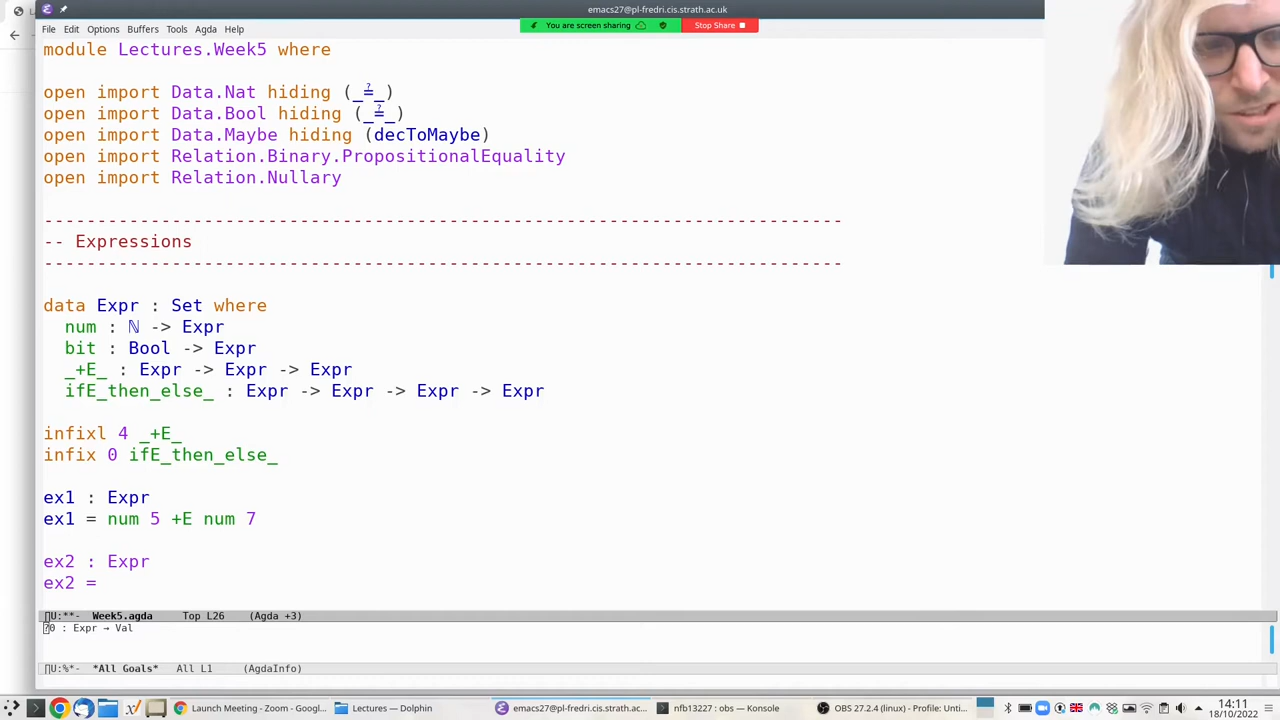 emacs27@pl-fredri.cis.strath.ac.uk
File Edit Options Buffers Tools Agda Help
You are screen sharing Stop Share
module Lectures.Week5 where
open import Data.Nat hiding (_≟_)
open import Data.Bool hiding (_≟_)
open import Data.Maybe hiding (decToMaybe)
open import Relation.Binary.PropositionalEquality
open import Relation.Nullary
---------------------------------------------------------------------------
-- Expressions
---------------------------------------------------------------------------
data Expr : Set where
num : ℕ -> Expr
bit : Bool -> Expr
_+E_ : Expr -> Expr -> Expr
ifE_then_else_ : Expr -> Expr -> Expr -> Expr
infixl 4 _+E_
infix 0 ifE_then_else_
ex1 : Expr
ex1 = num 5 +E num 7
ex2 : Expr
ex2 =
U:**- Week5.agda Top L26 (Agda +3)
?0 : Expr → Val
U:%*- *All Goals* All L1 (AgdaInfo)
Launch Meeting - Zoom - Googl... Lectures — Dolphin emacs27@pl-fredri.cis.strath.ac... nfb13227 : obs — Konsole OBS 27.2.4 (linux) - Profile: Unti... 14:11
18/10/2022